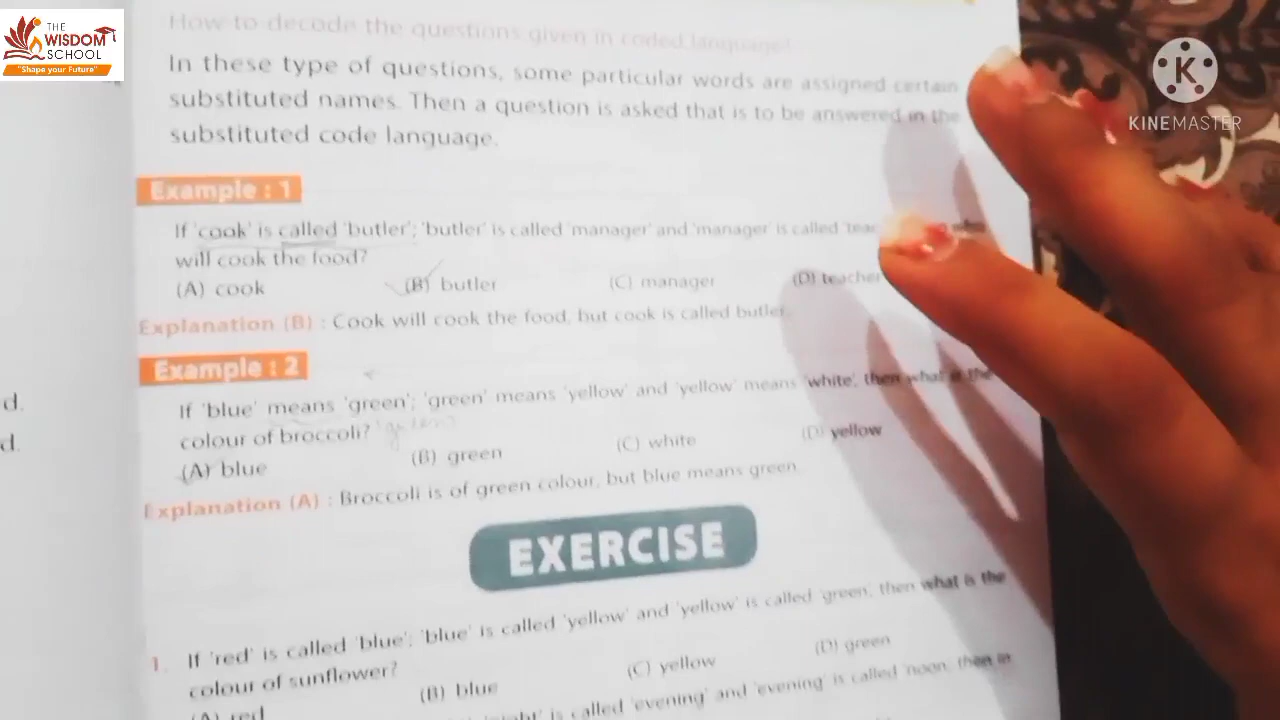 THE
WISDOM
SCHOOL
"Shape your Future"
KINEMASTER
How to decode the questions given in coded language?
In these type of questions, some particular words are assigned certain
substituted names. Then a question is asked that is to be answered in the
substituted code language.
Example : 1
If 'cook' is called 'butler'; 'butler' is called 'manager' and 'manager' is called 'teac who
will cook the food?
(A) cook (B) butler (C) manager (D) teacher
Explanation (B) : Cook will cook the food, but cook is called butler.
Example : 2
If 'blue' means 'green'; 'green' means 'yellow' and 'yellow' means 'white', then what is the
colour of broccoli? green
(A) blue (B) green (C) white (D) yellow
Explanation (A) : Broccoli is of green colour, but blue means green.
EXERCISE
1. If 'red' is called 'blue'; 'blue' is called 'yellow' and 'yellow' is called 'green', then what is the
colour of sunflower?
(A) red (B) blue (C) yellow (D) green
is called 'evening' and 'evening' is called 'noon, then in
d.
d.